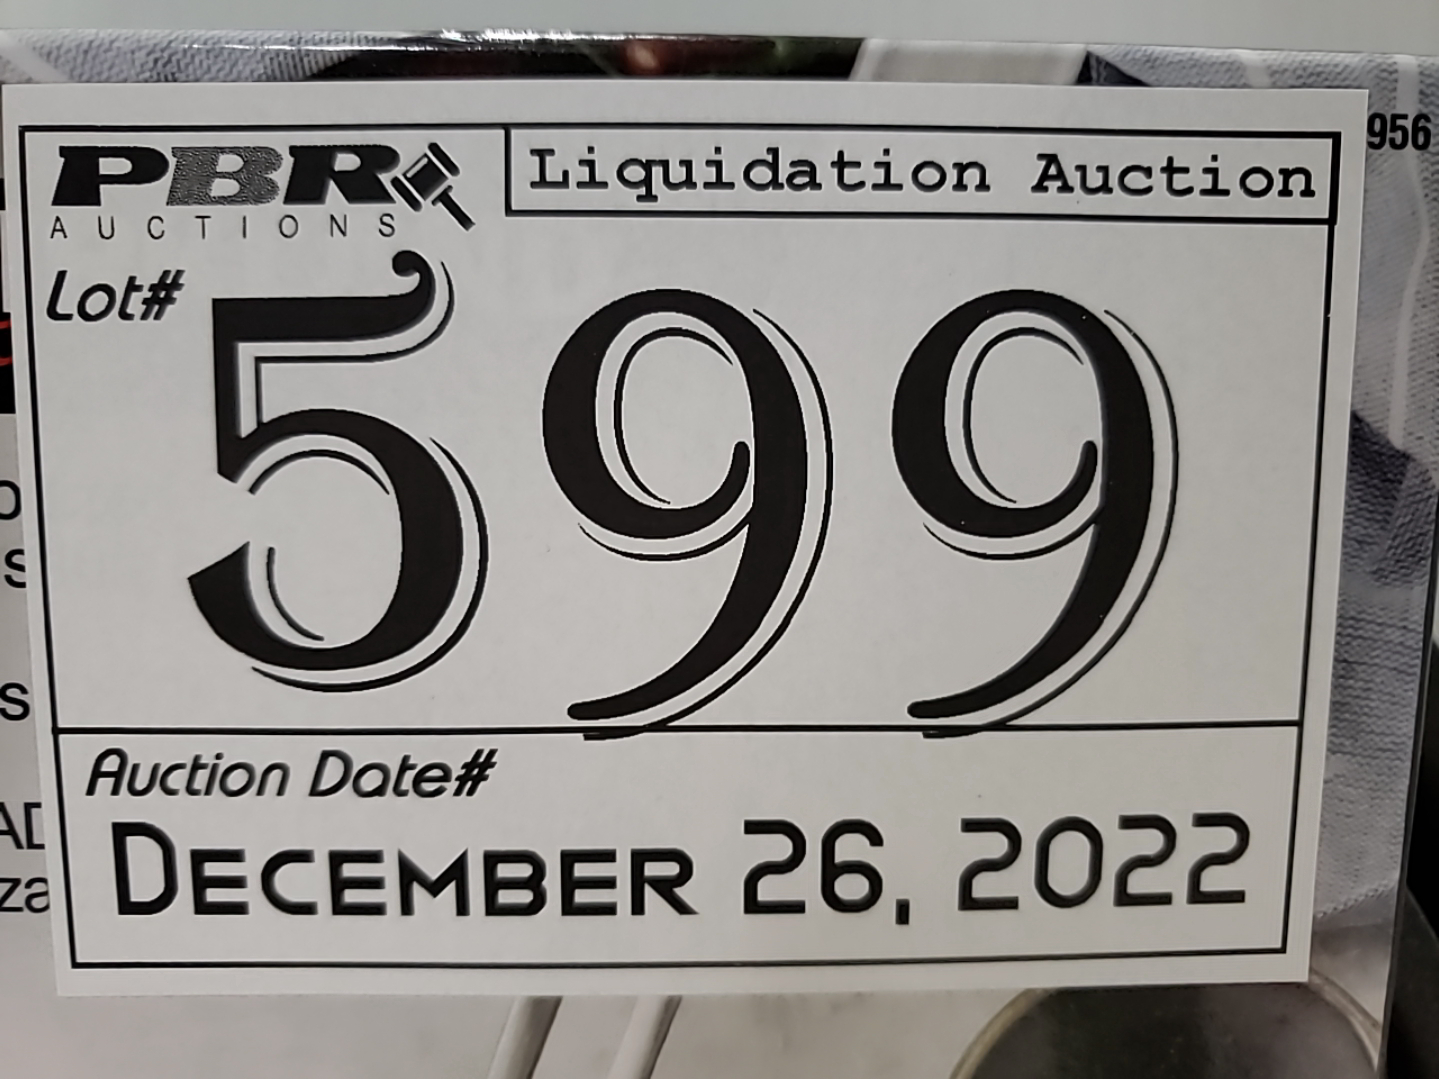 PBR
AUCTIONS
Liquidation Auction
956
Lot#
599
Auction Date#
DECEMBER 26, 2022